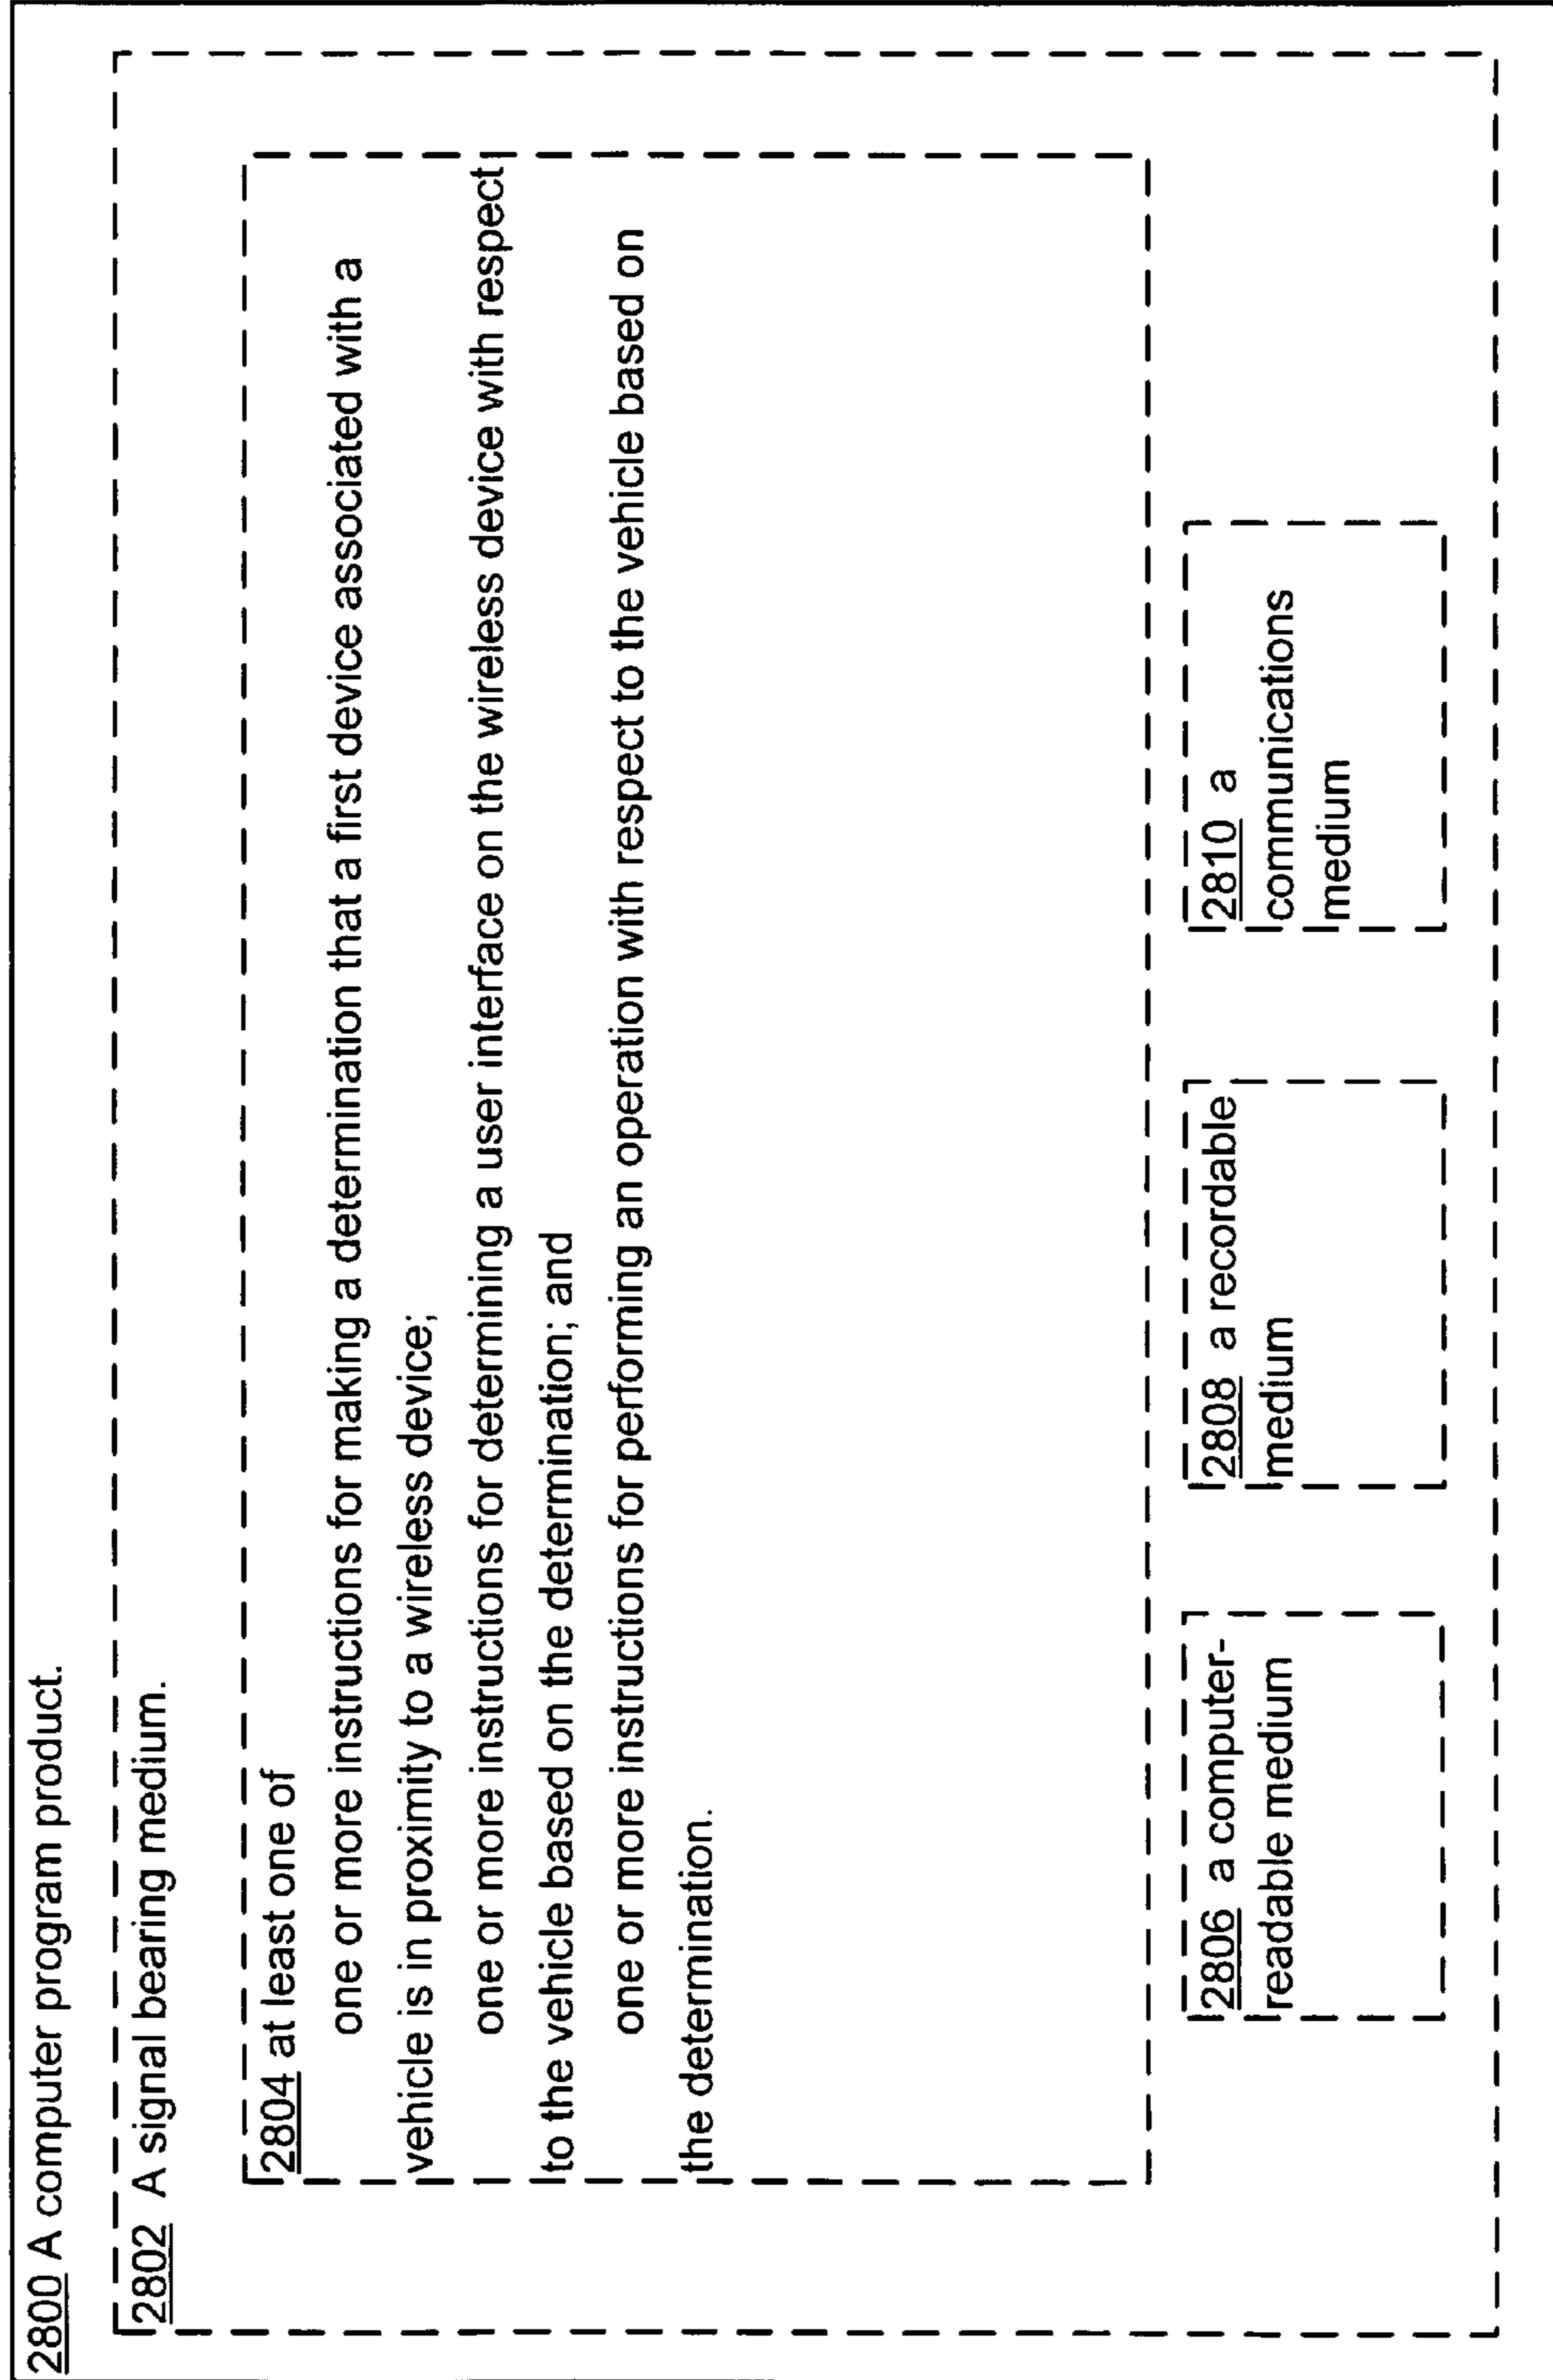 2800 A computer program product.
2802 A signal bearing medium.
2804 at least one of
one or more instructions for making a determination that a first device associated with a
vehicle is in proximity to a wireless device;
one or more instructions for determining a user interface on the wireless device with respect
to the vehicle based on the determination; and
one or more instructions for performing an operation with respect to the vehicle based on
the determination.
2806 a computer-
readable medium
2808 a recordable
medium
2810 a
communications
medium